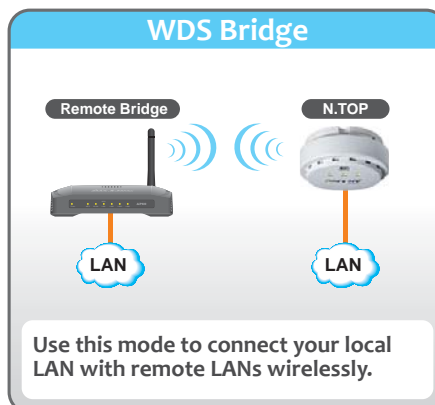 WDS Bridge
Remote Bridge
N.TOP
LAN
LAN
Use this mode to connect your local
LAN with remote LANs wirelessly.